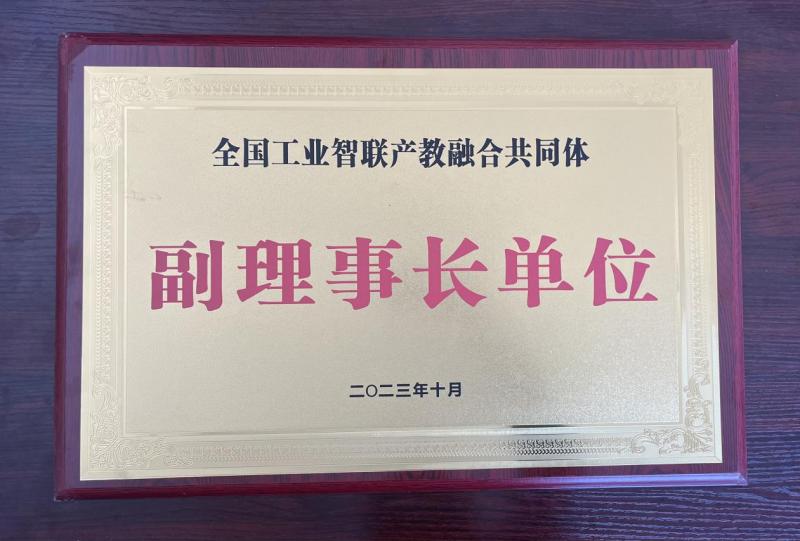 全国工业智联产教融合共同体
副理事长单位
二〇二三年十月